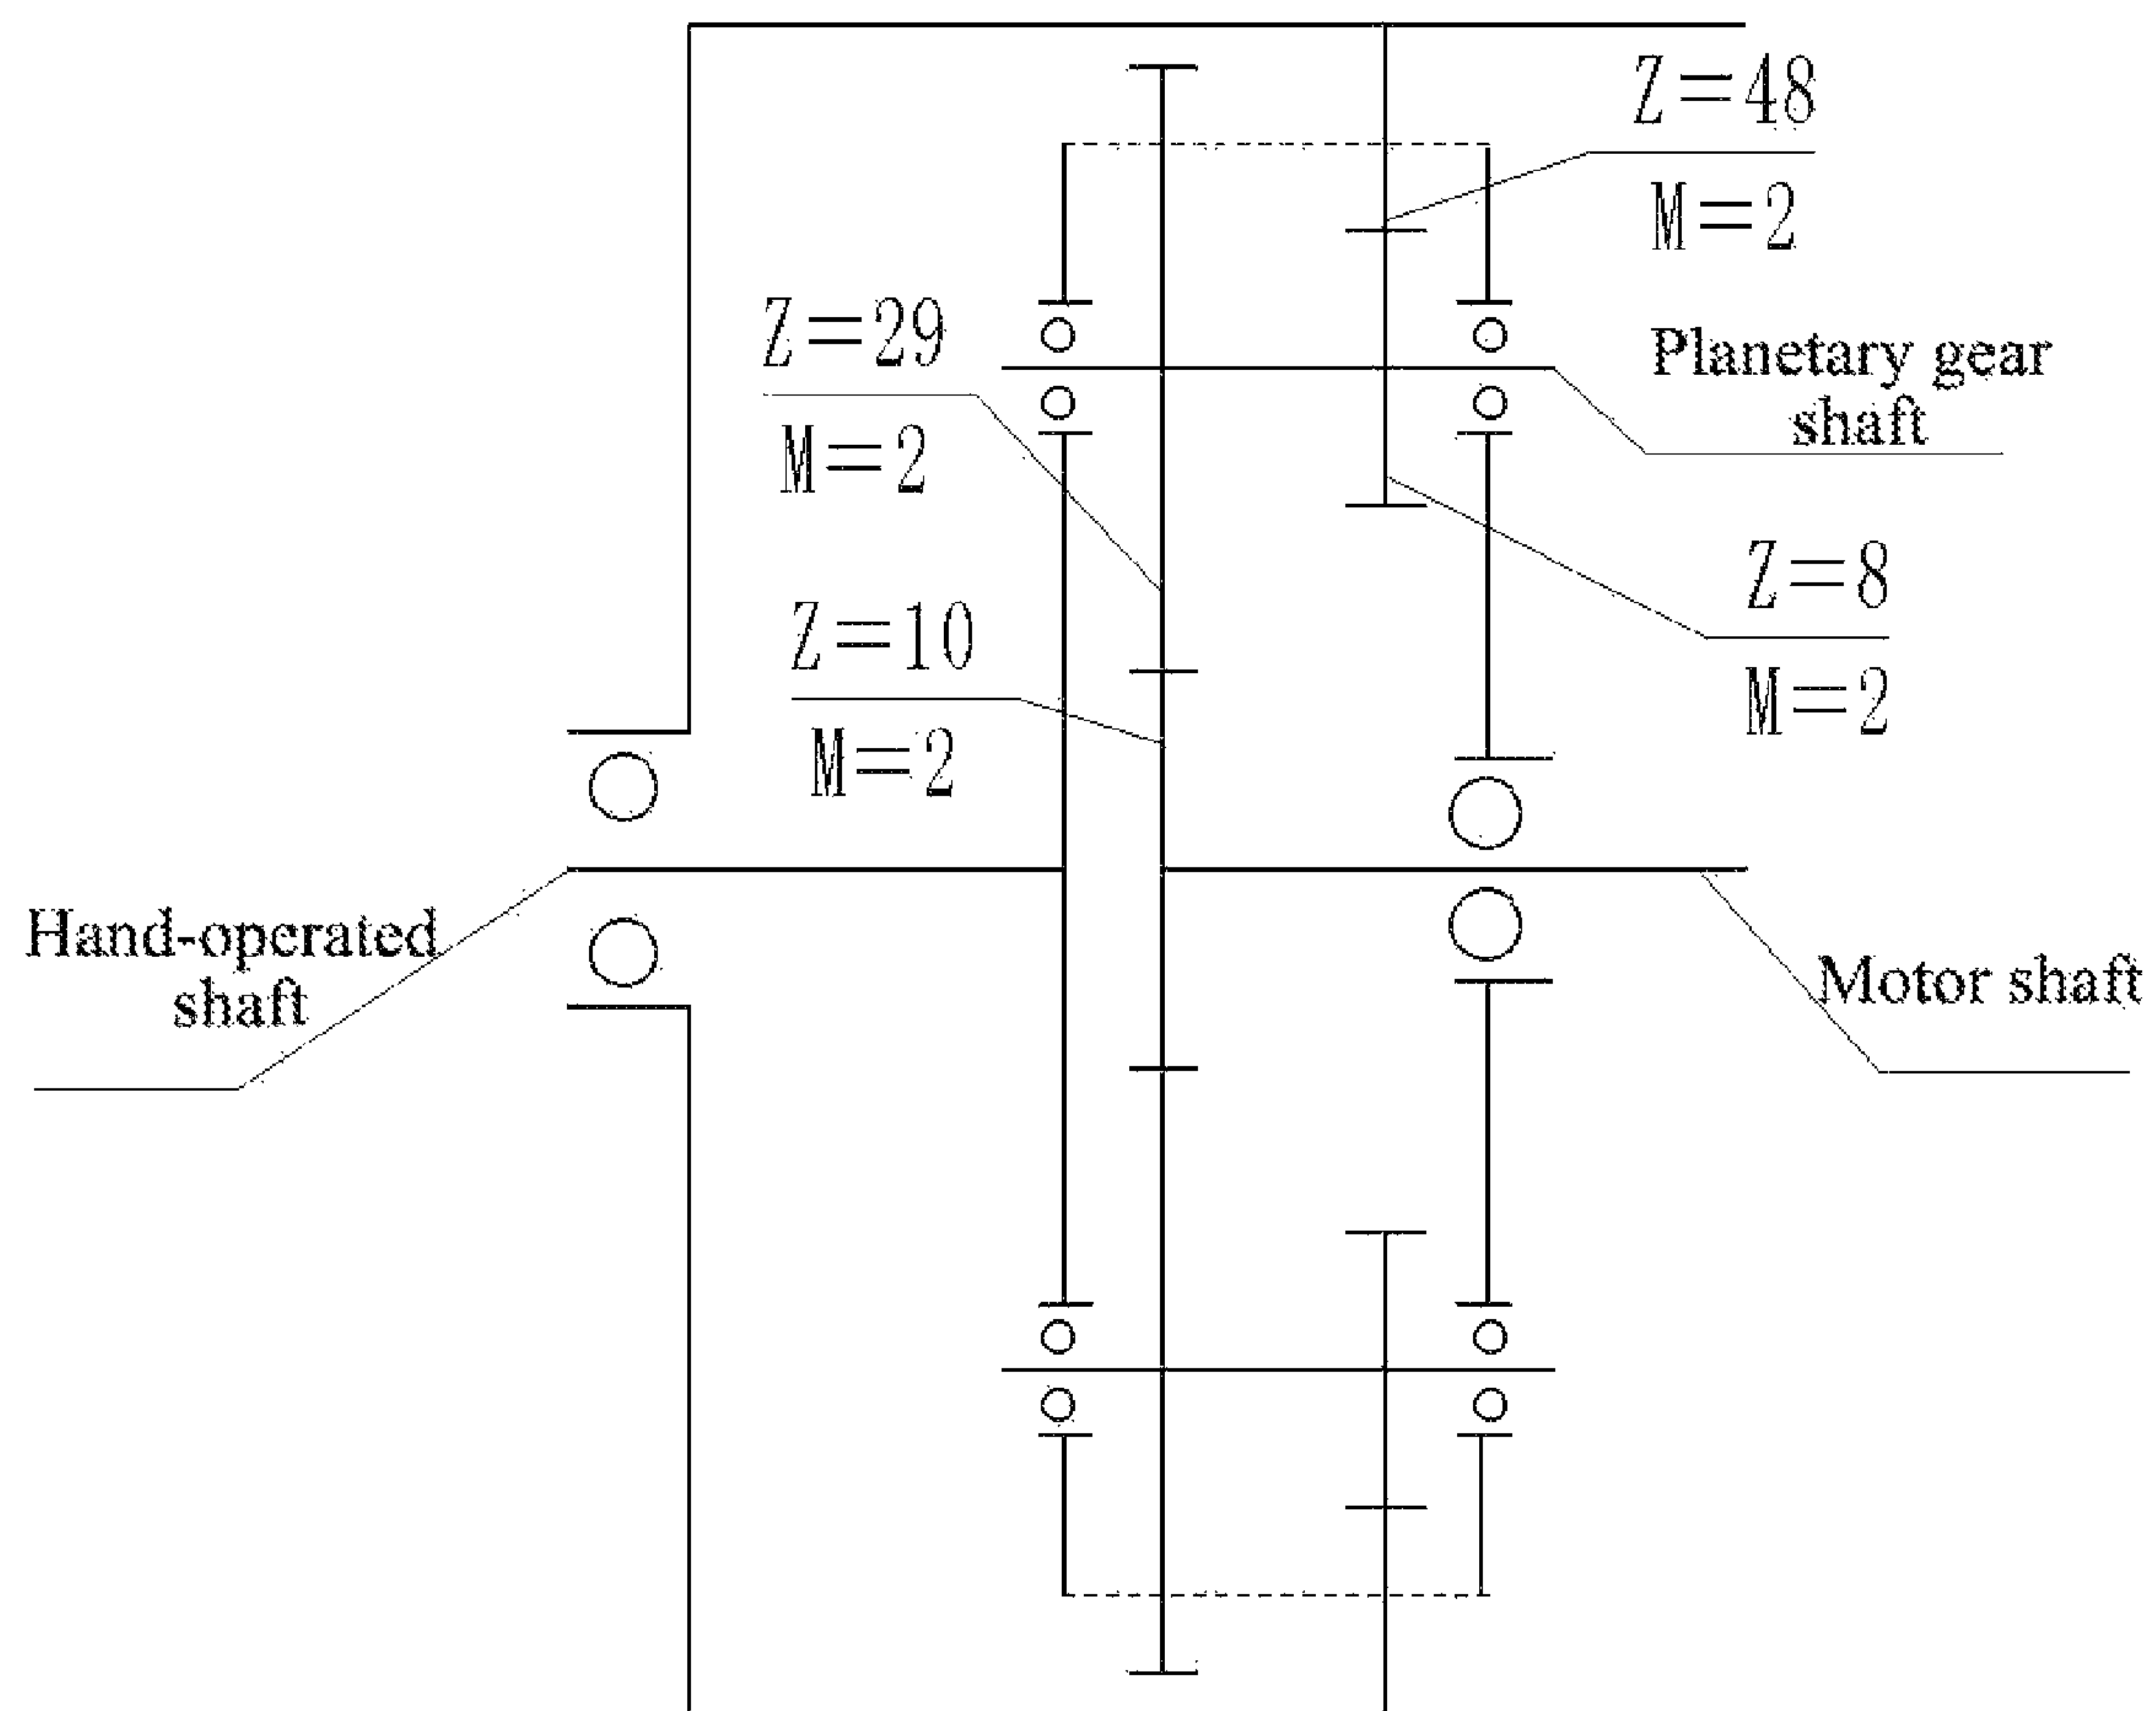 Z=48
M=2
Z=29
M=2
Planetary gear
shaft
Z=8
M=2
Z=10
M=2
Hand-operated
shaft
Motor shaft